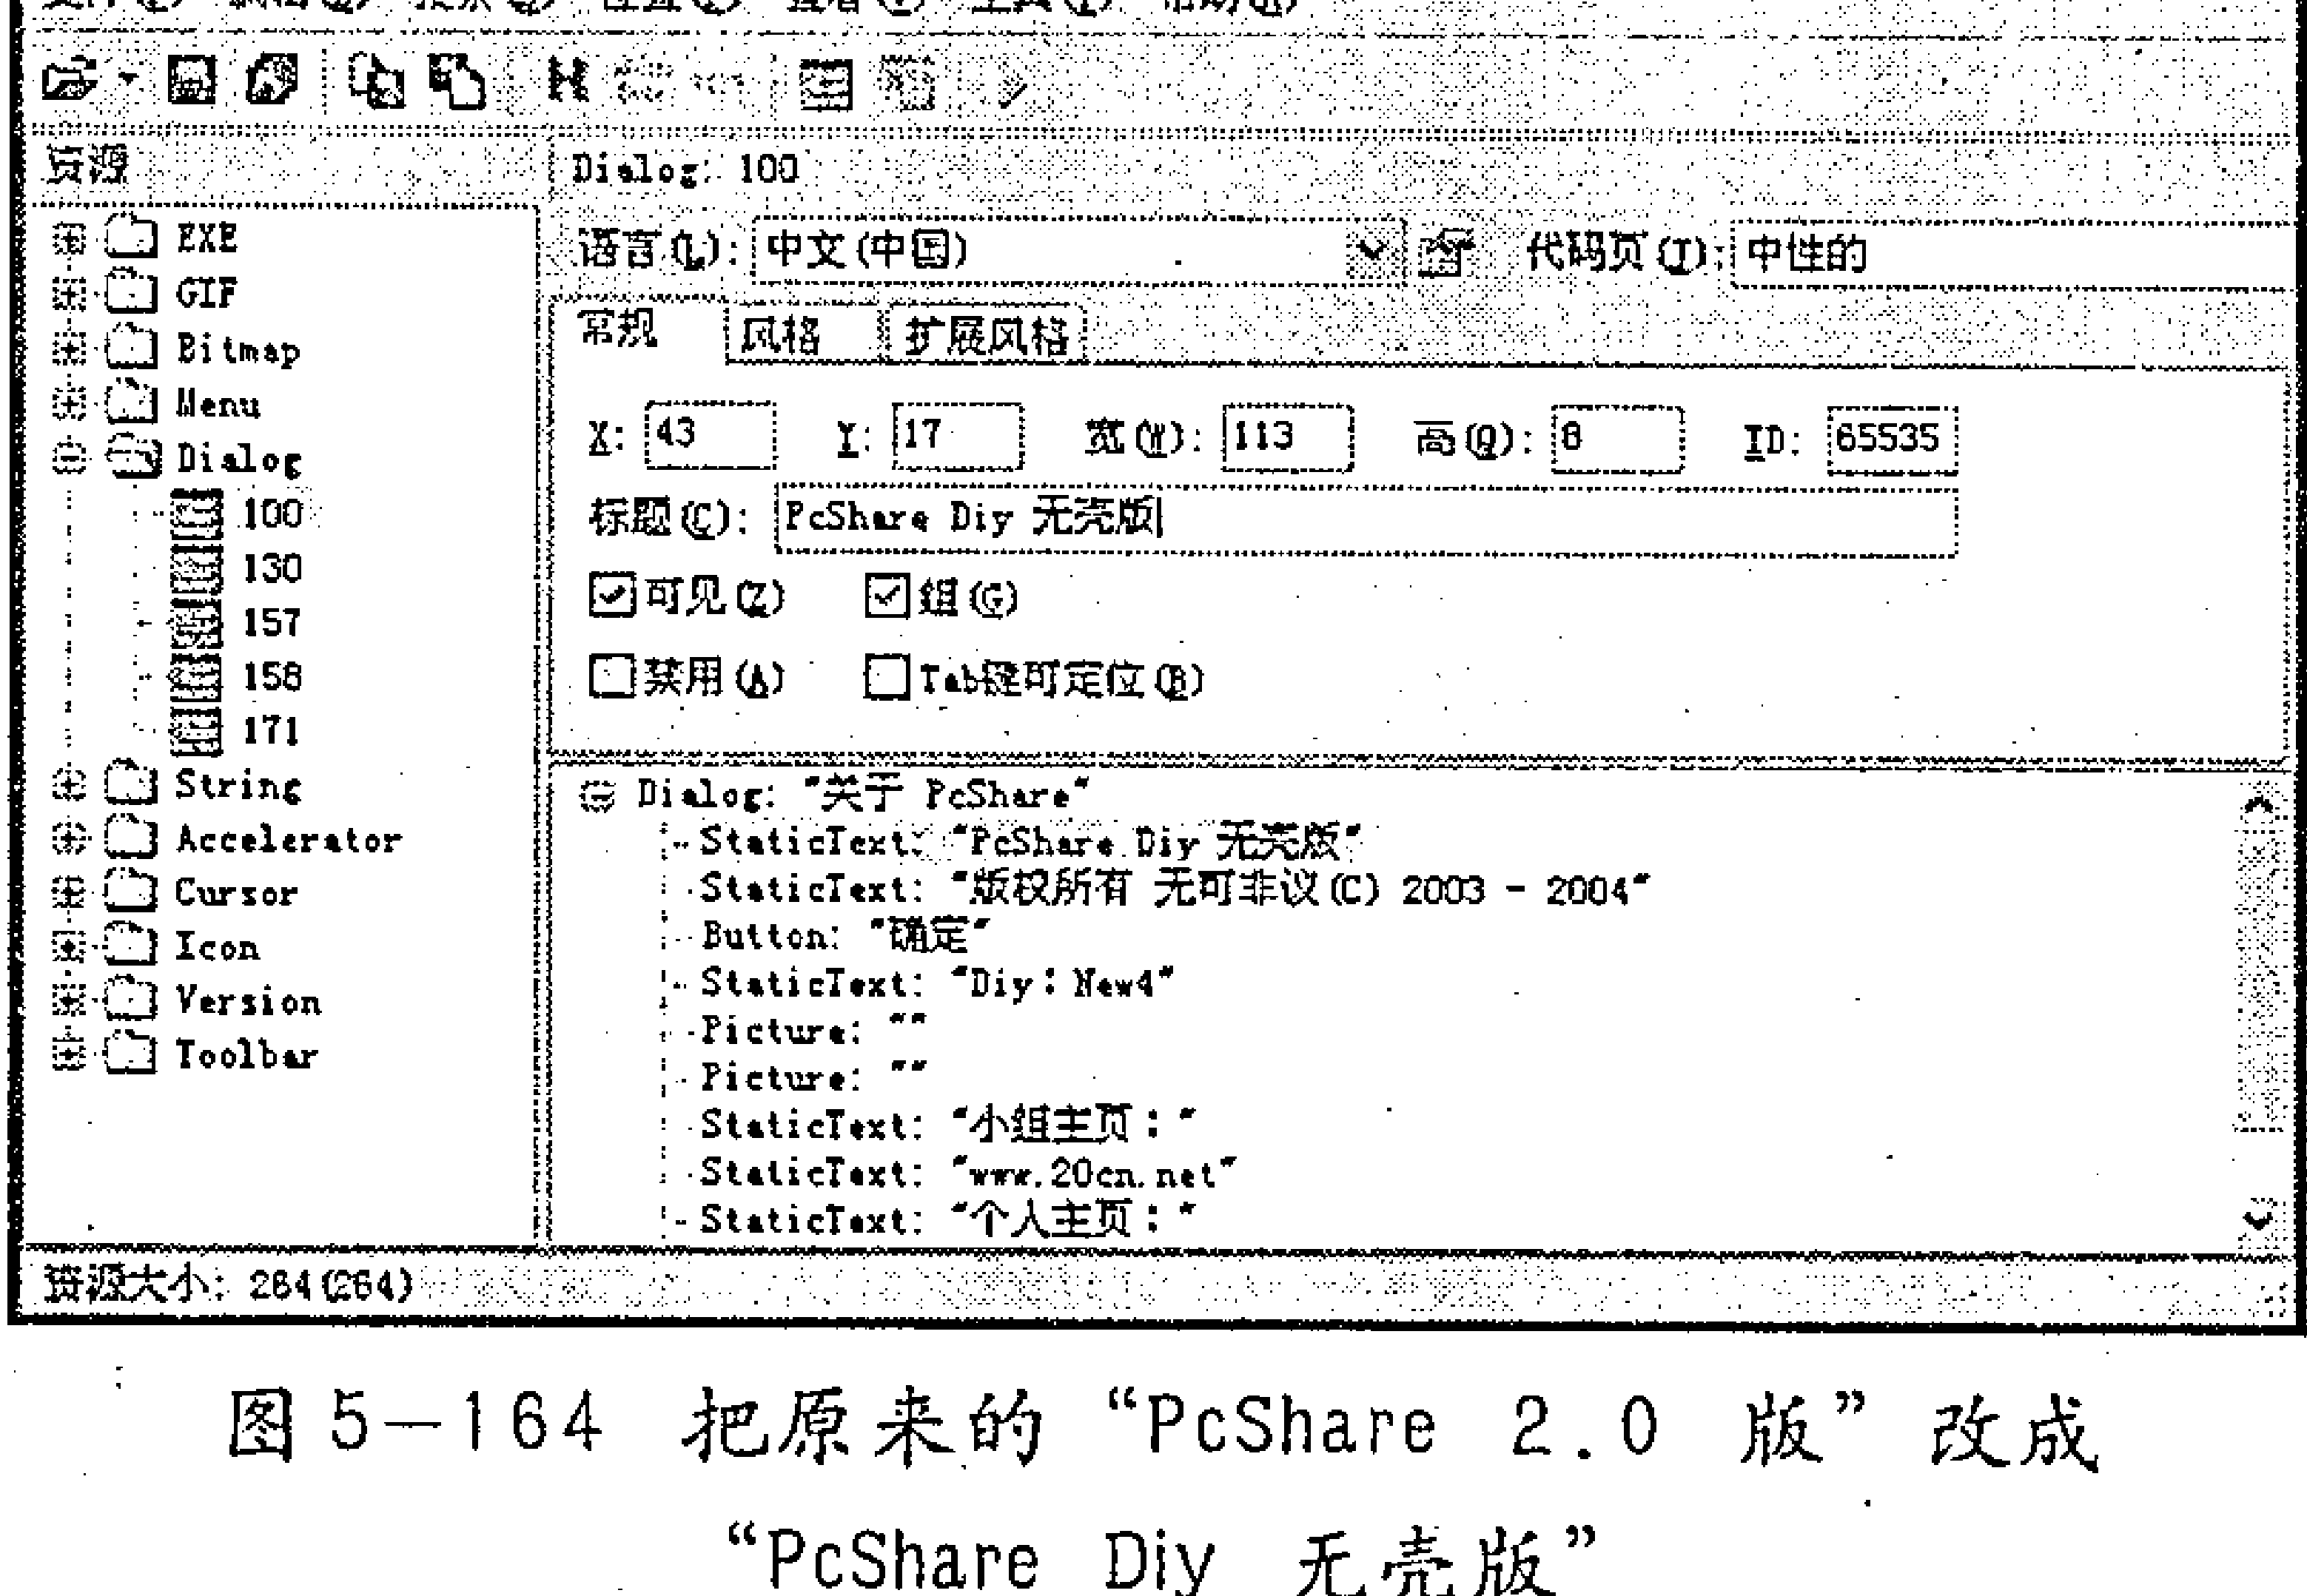 资源
Dialog: 100
EXE
GIF
Bitmap
Menu
Dialog
100
130
157
158
171
String
Accelerator
Cursor
Icon
Version
Toolbar
语言(L): 中文(中国) 代码页(T): 中性的
常规 风格 扩展风格
X: 43 Y: 17 宽(W): 113 高(Q): 8 ID: 65535
标题(C): PcShare Diy 无壳版
可见(Z) 组(G)
禁用(A) Tab键可定位(B)
Dialog: "关于 PcShare"
StaticText: "PcShare Diy 无壳版"
StaticText: "版权所有 无可非议(C) 2003 - 2004"
Button: "确定"
StaticText: "Diy：New4"
Picture: ""
Picture: ""
StaticText: "小组主页："
StaticText: "www.20cn.net"
StaticText: "个人主页："
资源大小: 264(264)
图5-164 把原来的“PcShare 2.0 版”改成
“PcShare Diy 无壳版”